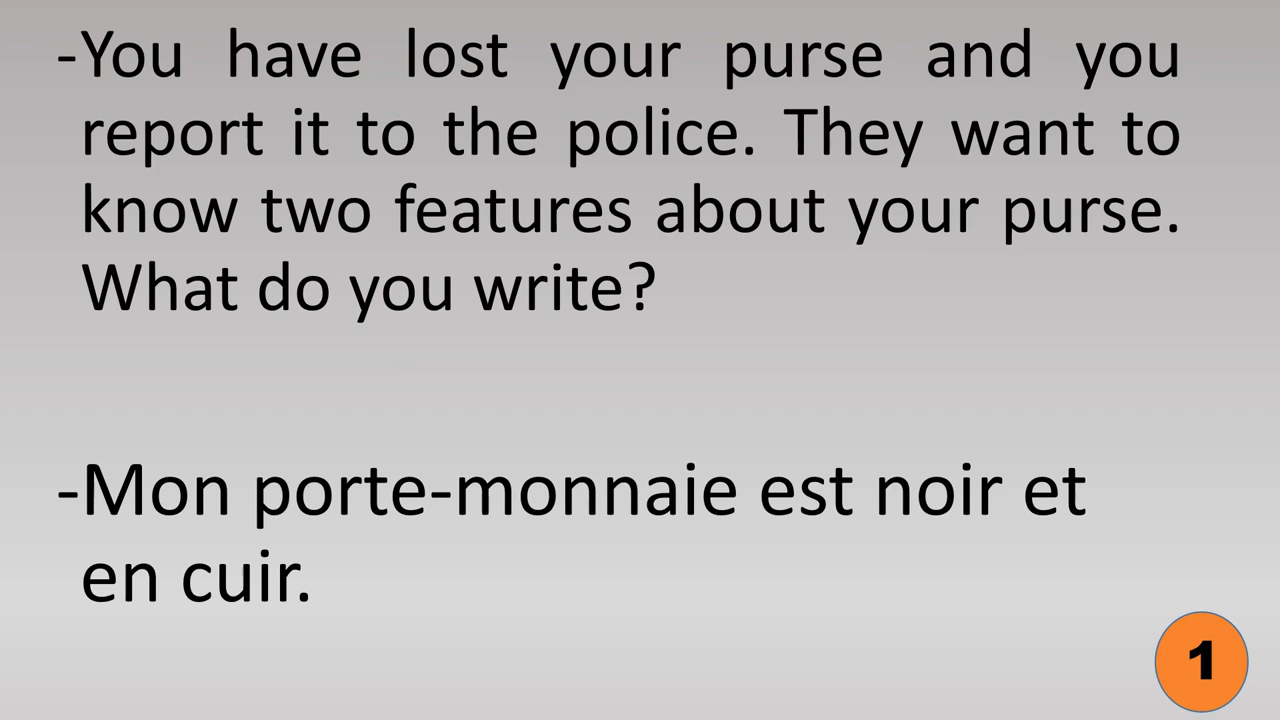 -You have lost your purse and you
report it to the police. They want to
know two features about your purse.
What do you write?
-Mon porte-monnaie est noir et
en cuir.
1